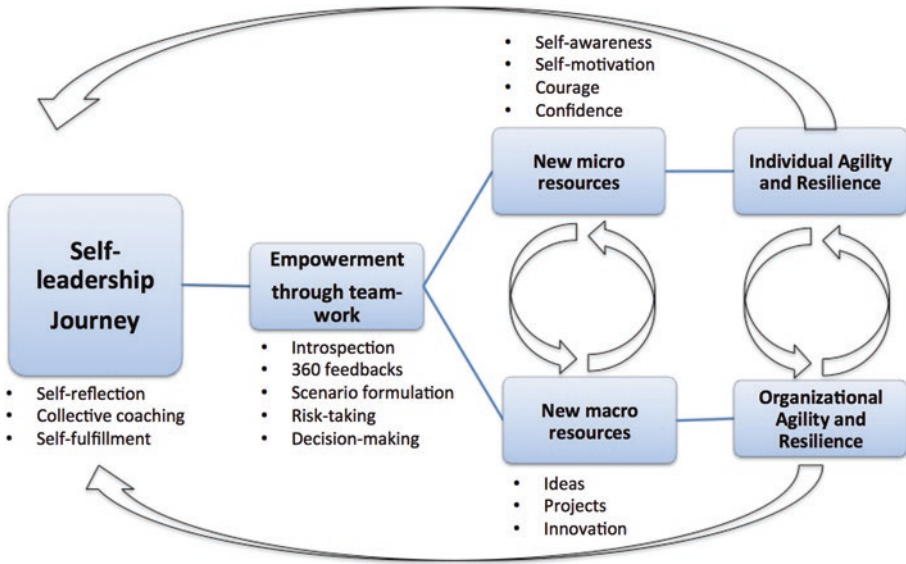 • Self-awareness
• Self-motivation
• Courage
• Confidence
New micro
resources
Individual Agility
and Resilience
Self-
leadership
Journey
• Self-reflection
• Collective coaching
• Self-fulfillment
Empowerment
through team-
work
• Introspection
• 360 feedbacks
• Scenario formulation
• Risk-taking
• Decision-making
New macro
resources
• Ideas
• Projects
• Innovation
Organizational
Agility and
Resilience